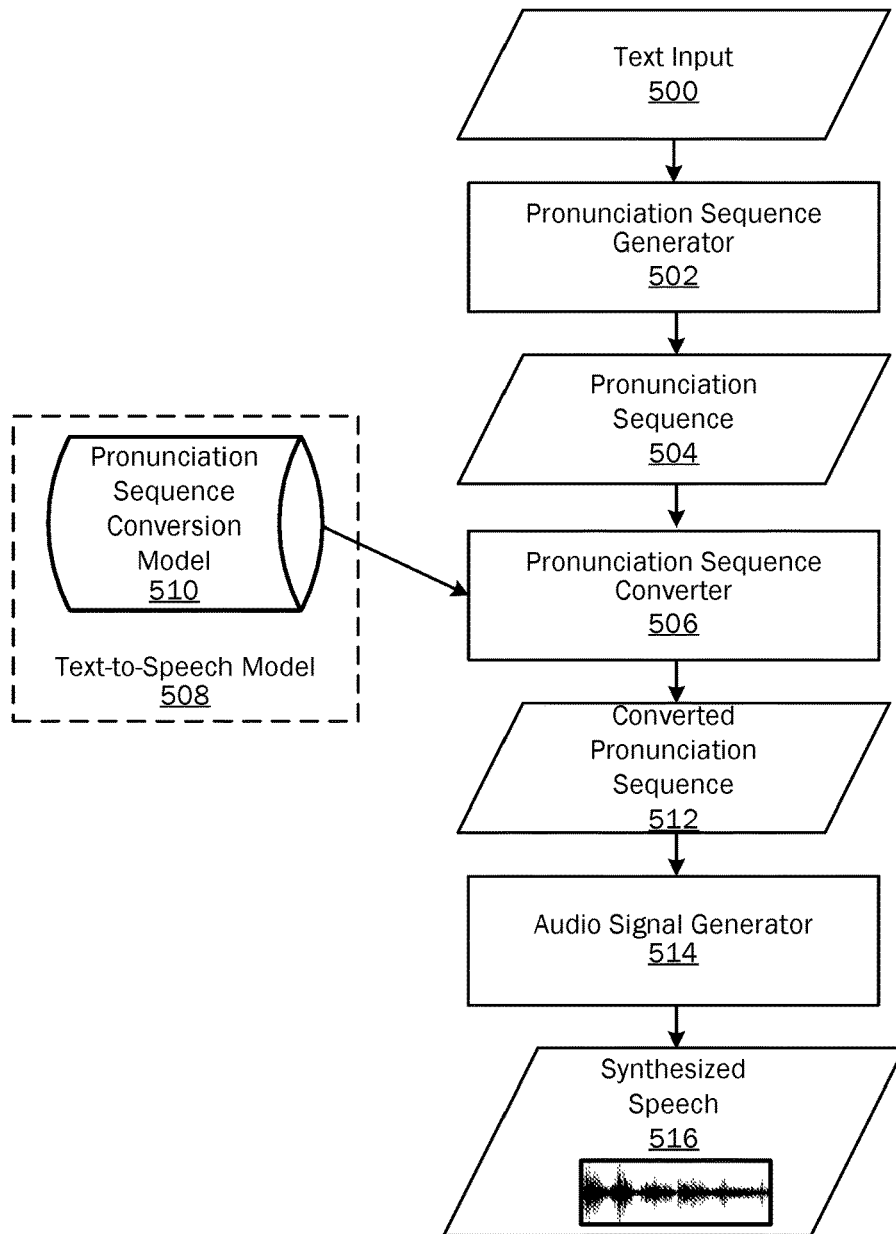 Text Input
500
Pronunciation Sequence
Generator
502
Pronunciation
Sequence
504
Pronunciation
Sequence
Conversion
Model
510
Text-to-Speech Model
508
Pronunciation Sequence
Converter
506
Converted
Pronunciation
Sequence
512
Audio Signal Generator
514
Synthesized
Speech
516